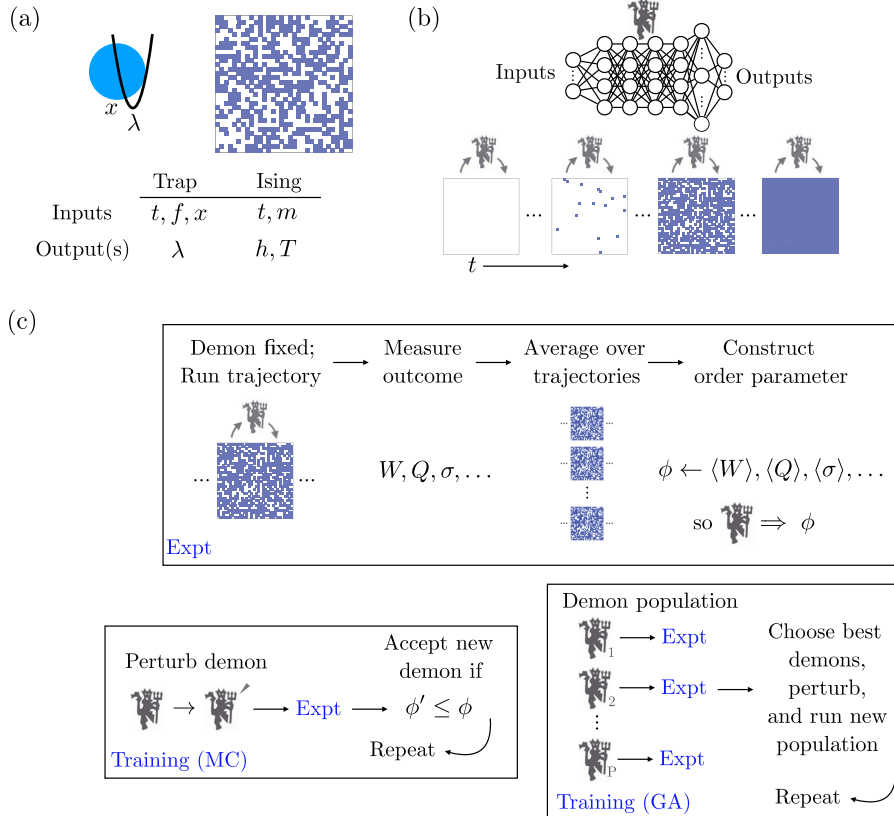 (a)
x
λ
Trap Ising
Inputs t, f, x t, m
Output(s) λ h, T
(b)
Inputs
Outputs
... ... ...
t
(c)
Demon fixed; Measure Average over Construct
Run trajectory outcome trajectories order parameter
... ...
W, Q, σ, . . .
ϕ ← ⟨W⟩, ⟨Q⟩, ⟨σ⟩, . . .
so ⟹ ϕ
Expt
Perturb demon
→
Expt
Accept new
demon if
ϕ′ ≤ ϕ
Repeat
Training (MC)
Demon population
1 Expt
2 Expt
P Expt
Choose best
demons,
perturb,
and run new
population
Repeat
Training (GA)